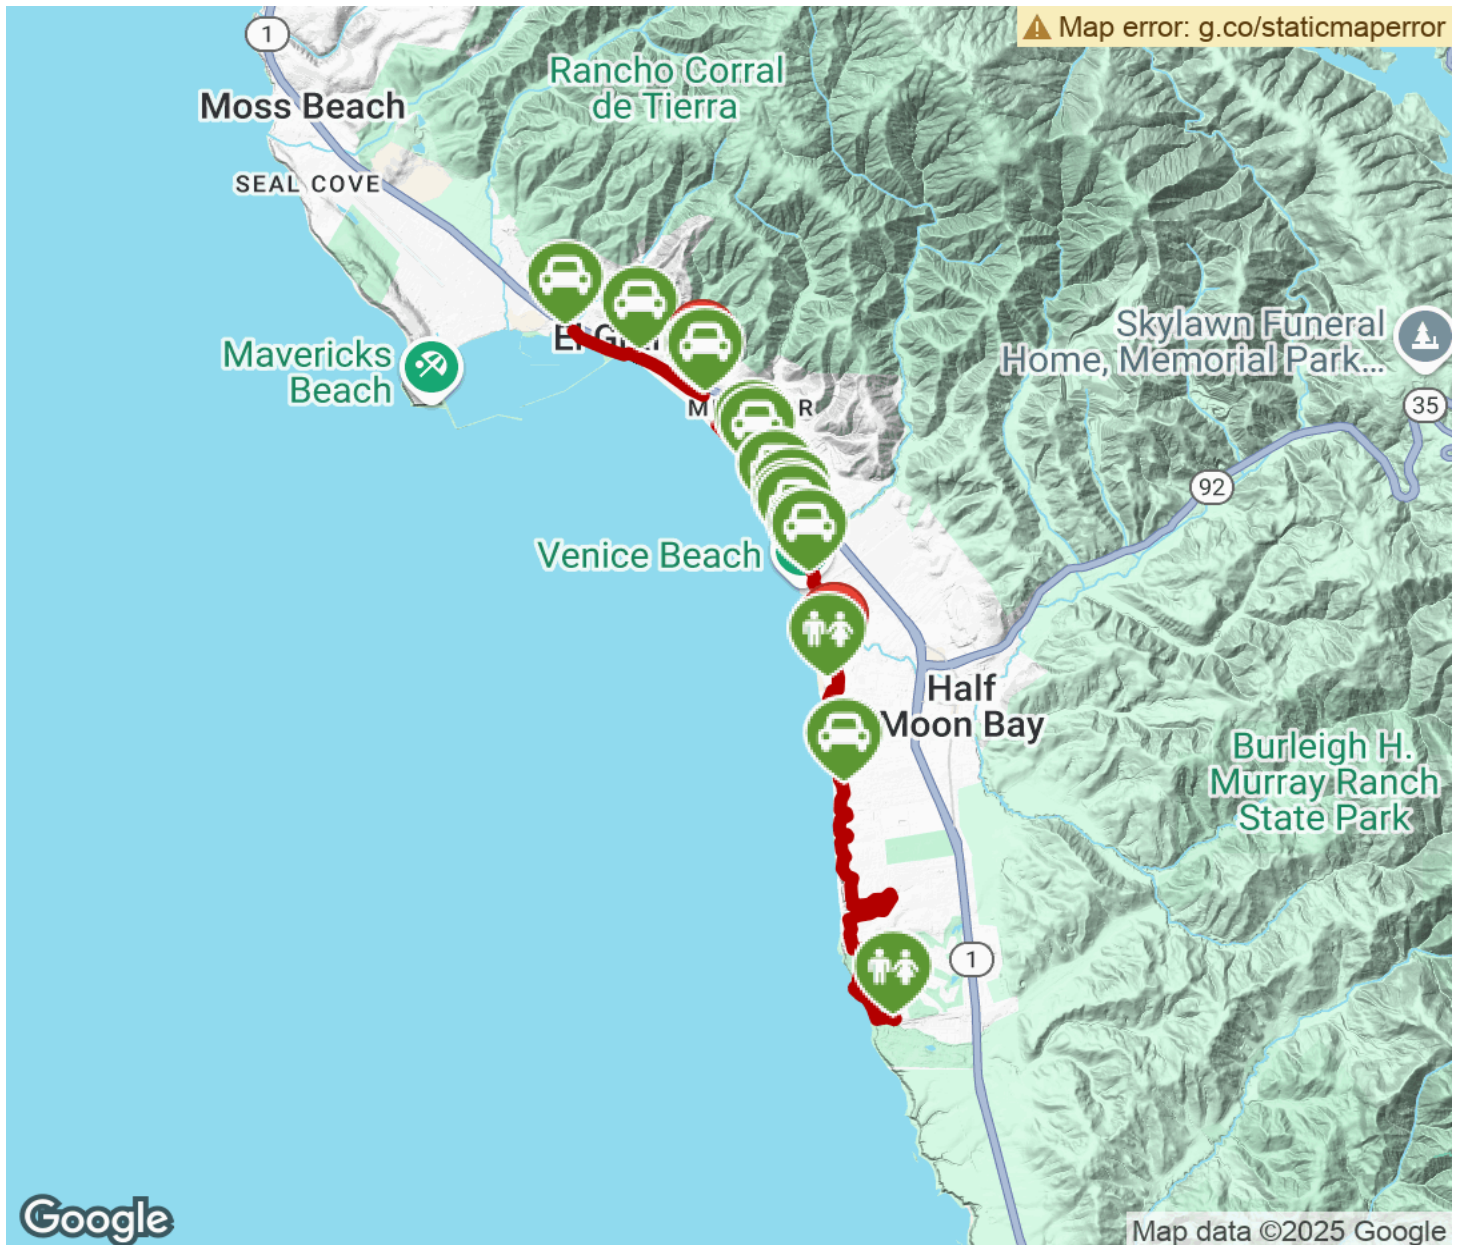 1
Map error: g.co/staticmaperror
Rancho Corral
de Tierra
Moss Beach
SEAL COVE
Skylawn Funeral
Home, Memorial Park...
Mavericks
Beach
35
92
Venice Beach
Half
Moon Bay
Burleigh H.
Murray Ranch
State Park
1
Google
Map data ©2025 Google